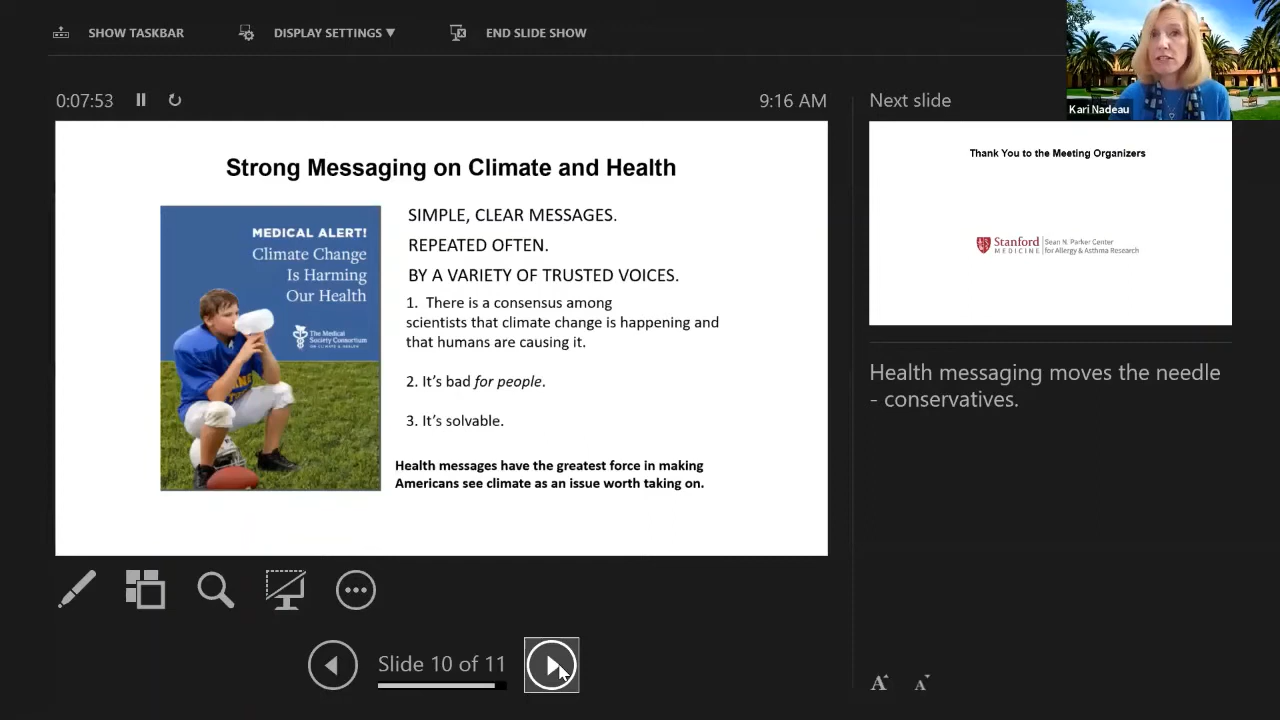 SHOW TASKBAR
DISPLAY SETTINGS ▼
END SLIDE SHOW
Kari Nadeau
0:07:53
9:16 AM
Next slide
Strong Messaging on Climate and Health
MEDICAL ALERT!
Climate Change
Is Harming
Our Health
The Medical
Society Consortium
ON CLIMATE & HEALTH
SIMPLE, CLEAR MESSAGES.
REPEATED OFTEN.
BY A VARIETY OF TRUSTED VOICES.
1. There is a consensus among
scientists that climate change is happening and
that humans are causing it.
2. It's bad for people.
3. It's solvable.
Health messages have the greatest force in making
Americans see climate as an issue worth taking on.
Thank You to the Meeting Organizers
Stanford
MEDICINE
Sean N. Parker Center
for Allergy & Asthma Research
Health messaging moves the needle
- conservatives.
Slide 10 of 11
A A